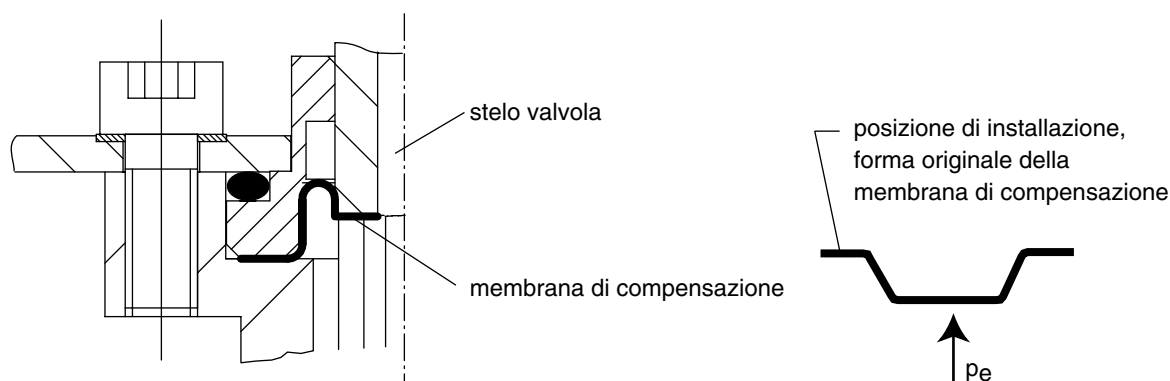 stelo valvola
membrana di compensazione
posizione di installazione,
forma originale della
membrana di compensazione
pe